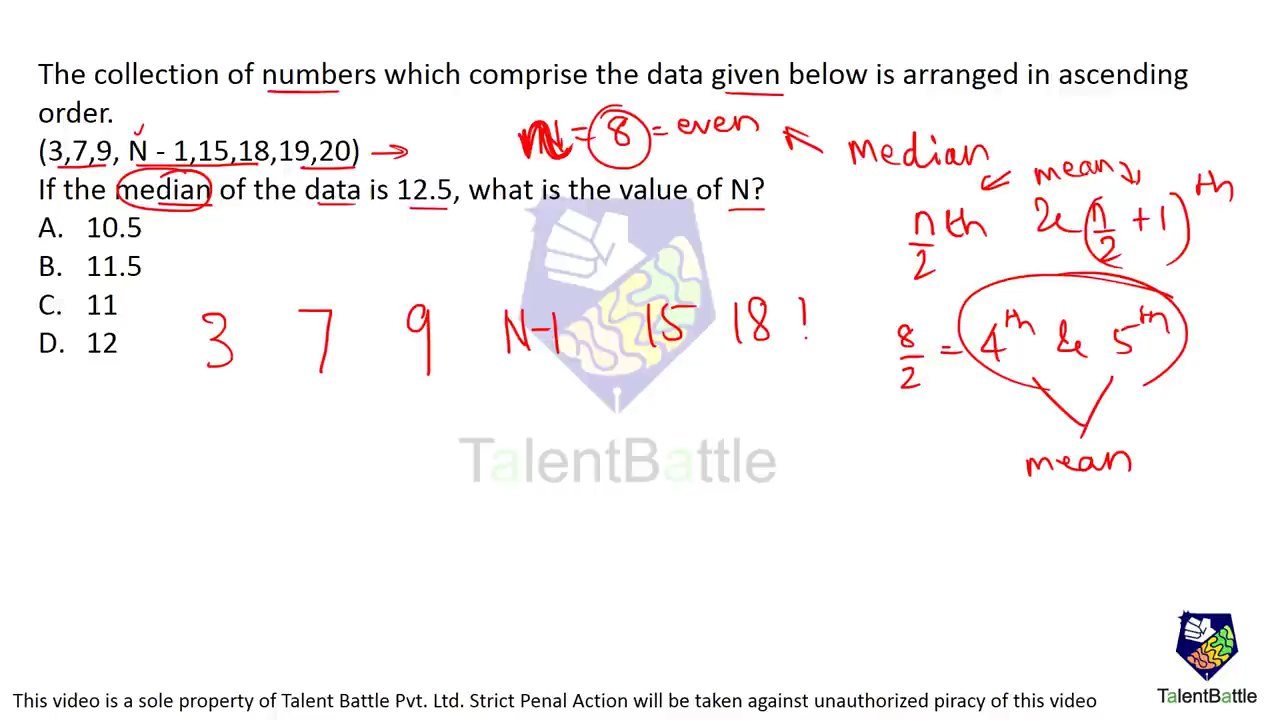 The collection of numbers which comprise the data given below is arranged in ascending
order.
n = 8 = even
Median
(3,7,9, N - 1,15,18,19,20)
mean
If the median of the data is 12.5, what is the value of N?
n/2 th & (n/2 + 1)th
A. 10.5
B. 11.5
C. 11
D. 12
3 7 9 N-1 15 18
8/2 = 4th & 5th
mean
TalentBattle
TalentBattle
This video is a sole property of Talent Battle Pvt. Ltd. Strict Penal Action will be taken against unauthorized piracy of this video